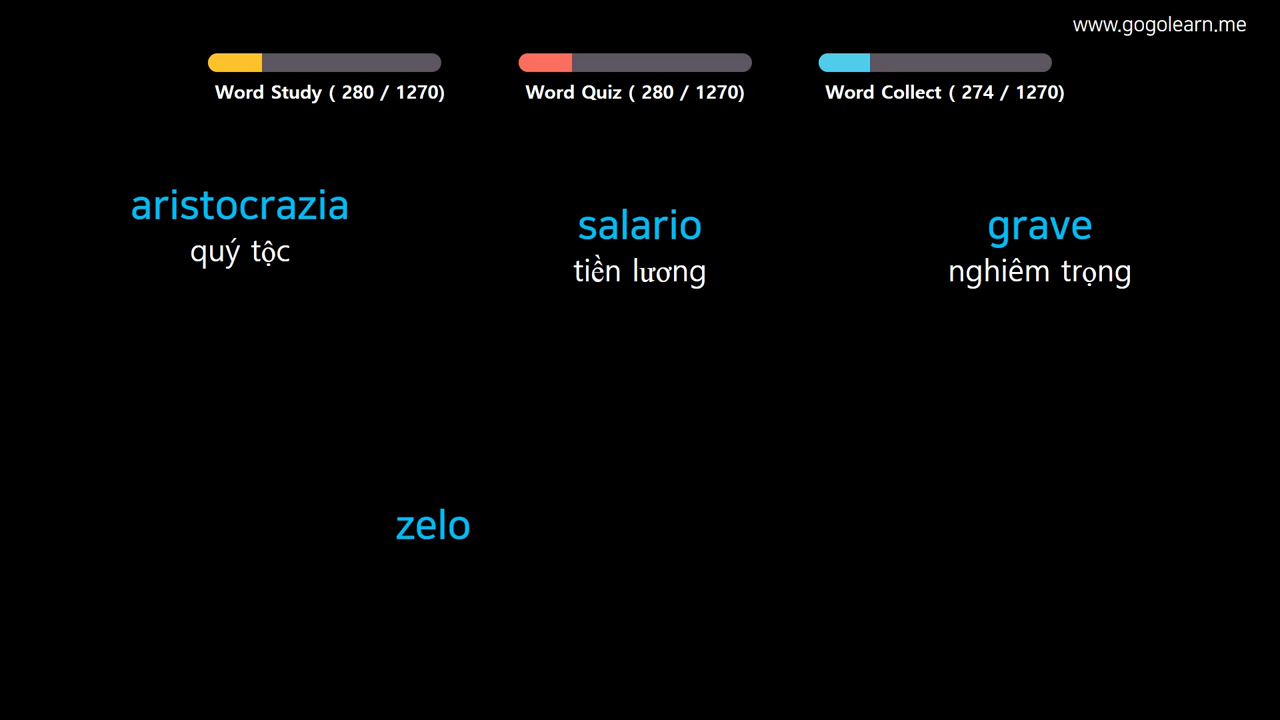 www.gogolearn.me
Word Study ( 280 / 1270)
Word Quiz ( 280 / 1270)
Word Collect ( 274 / 1270)
aristocrazia
quý tộc
salario
tiền lương
grave
nghiêm trọng
zelo